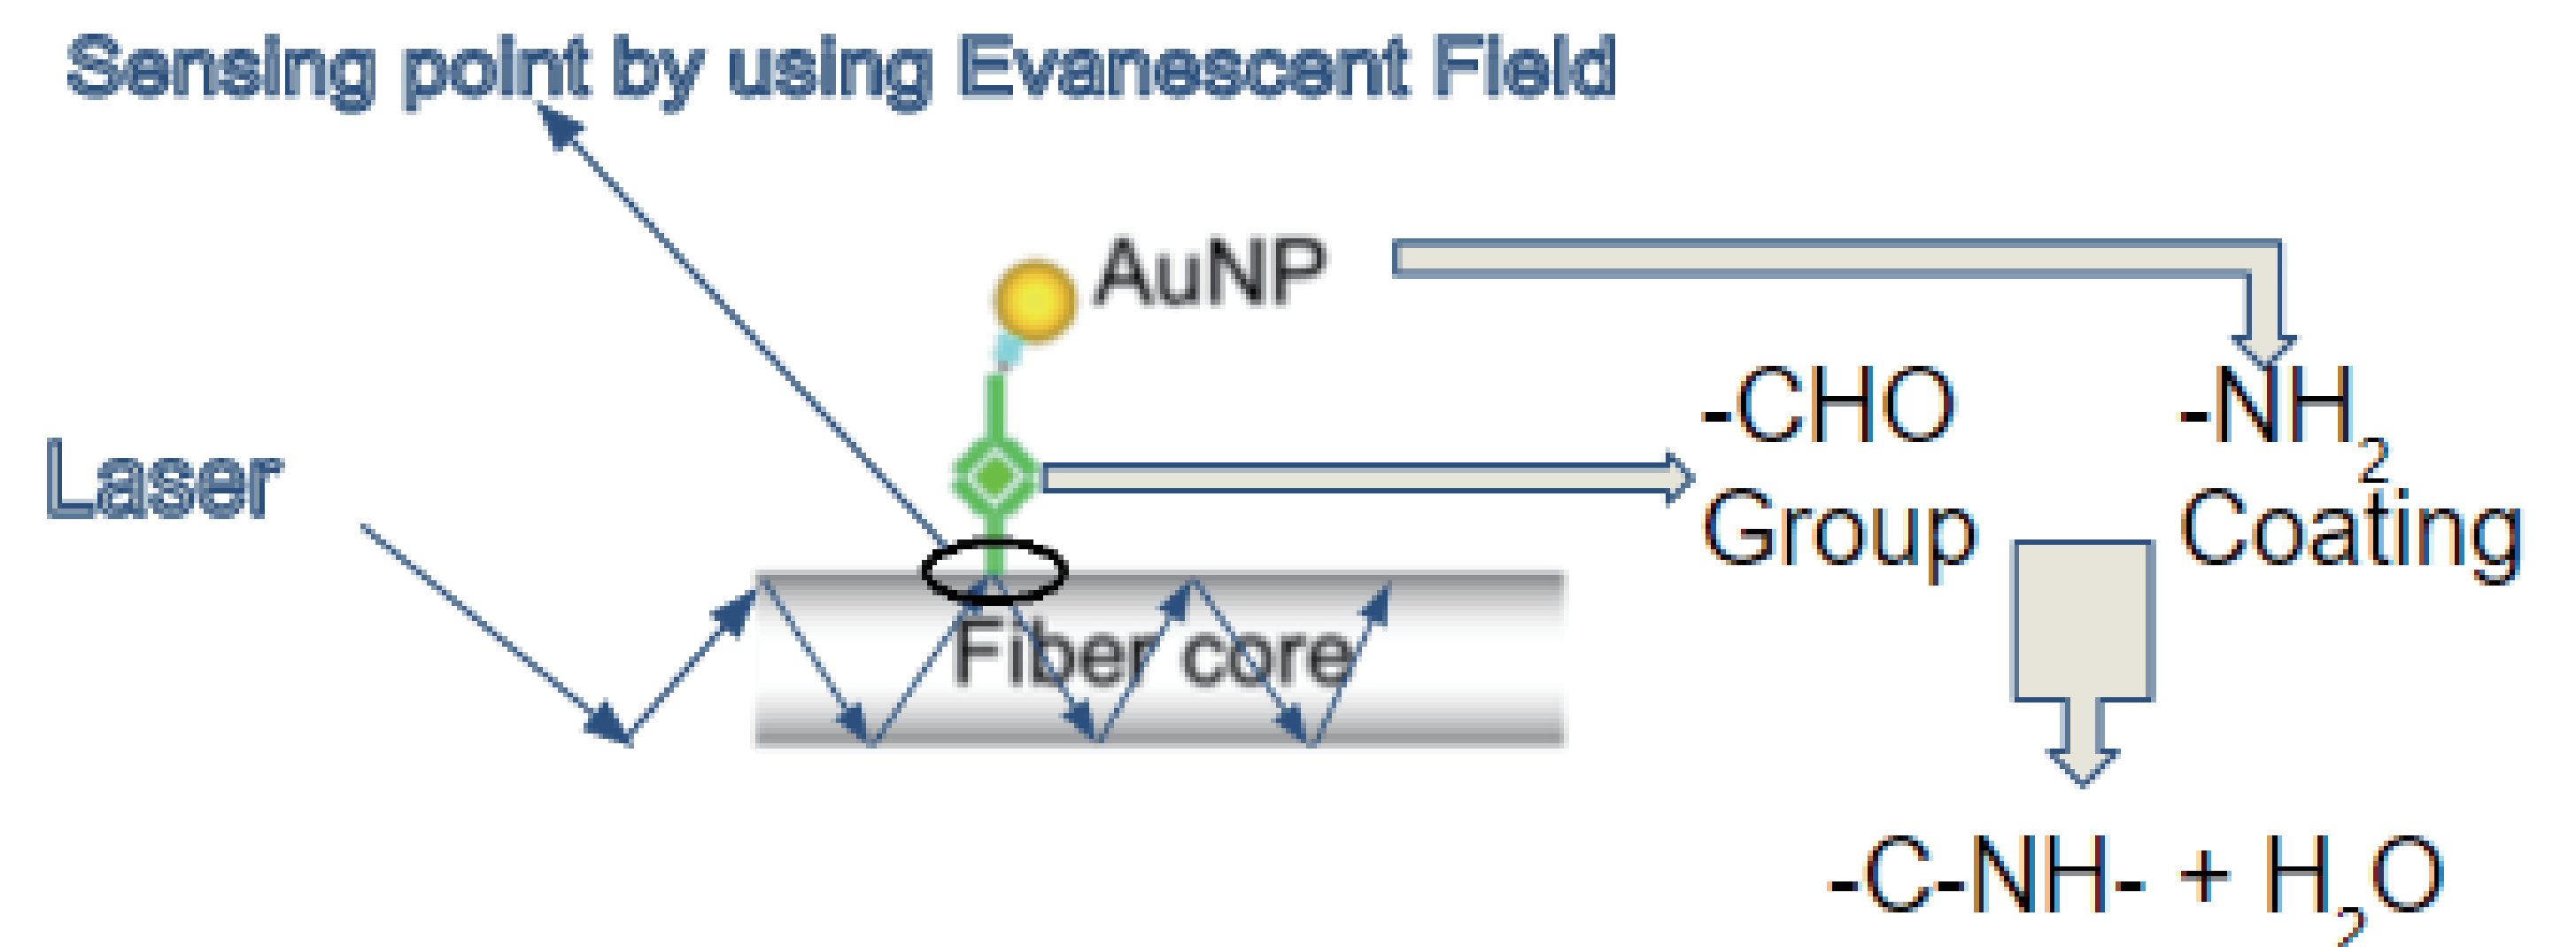 Sensing point by using Evanescent Field
AuNP
Laser
-CHO
Group
-NH₂
Coating
Fiber core
-C-NH- + H₂O